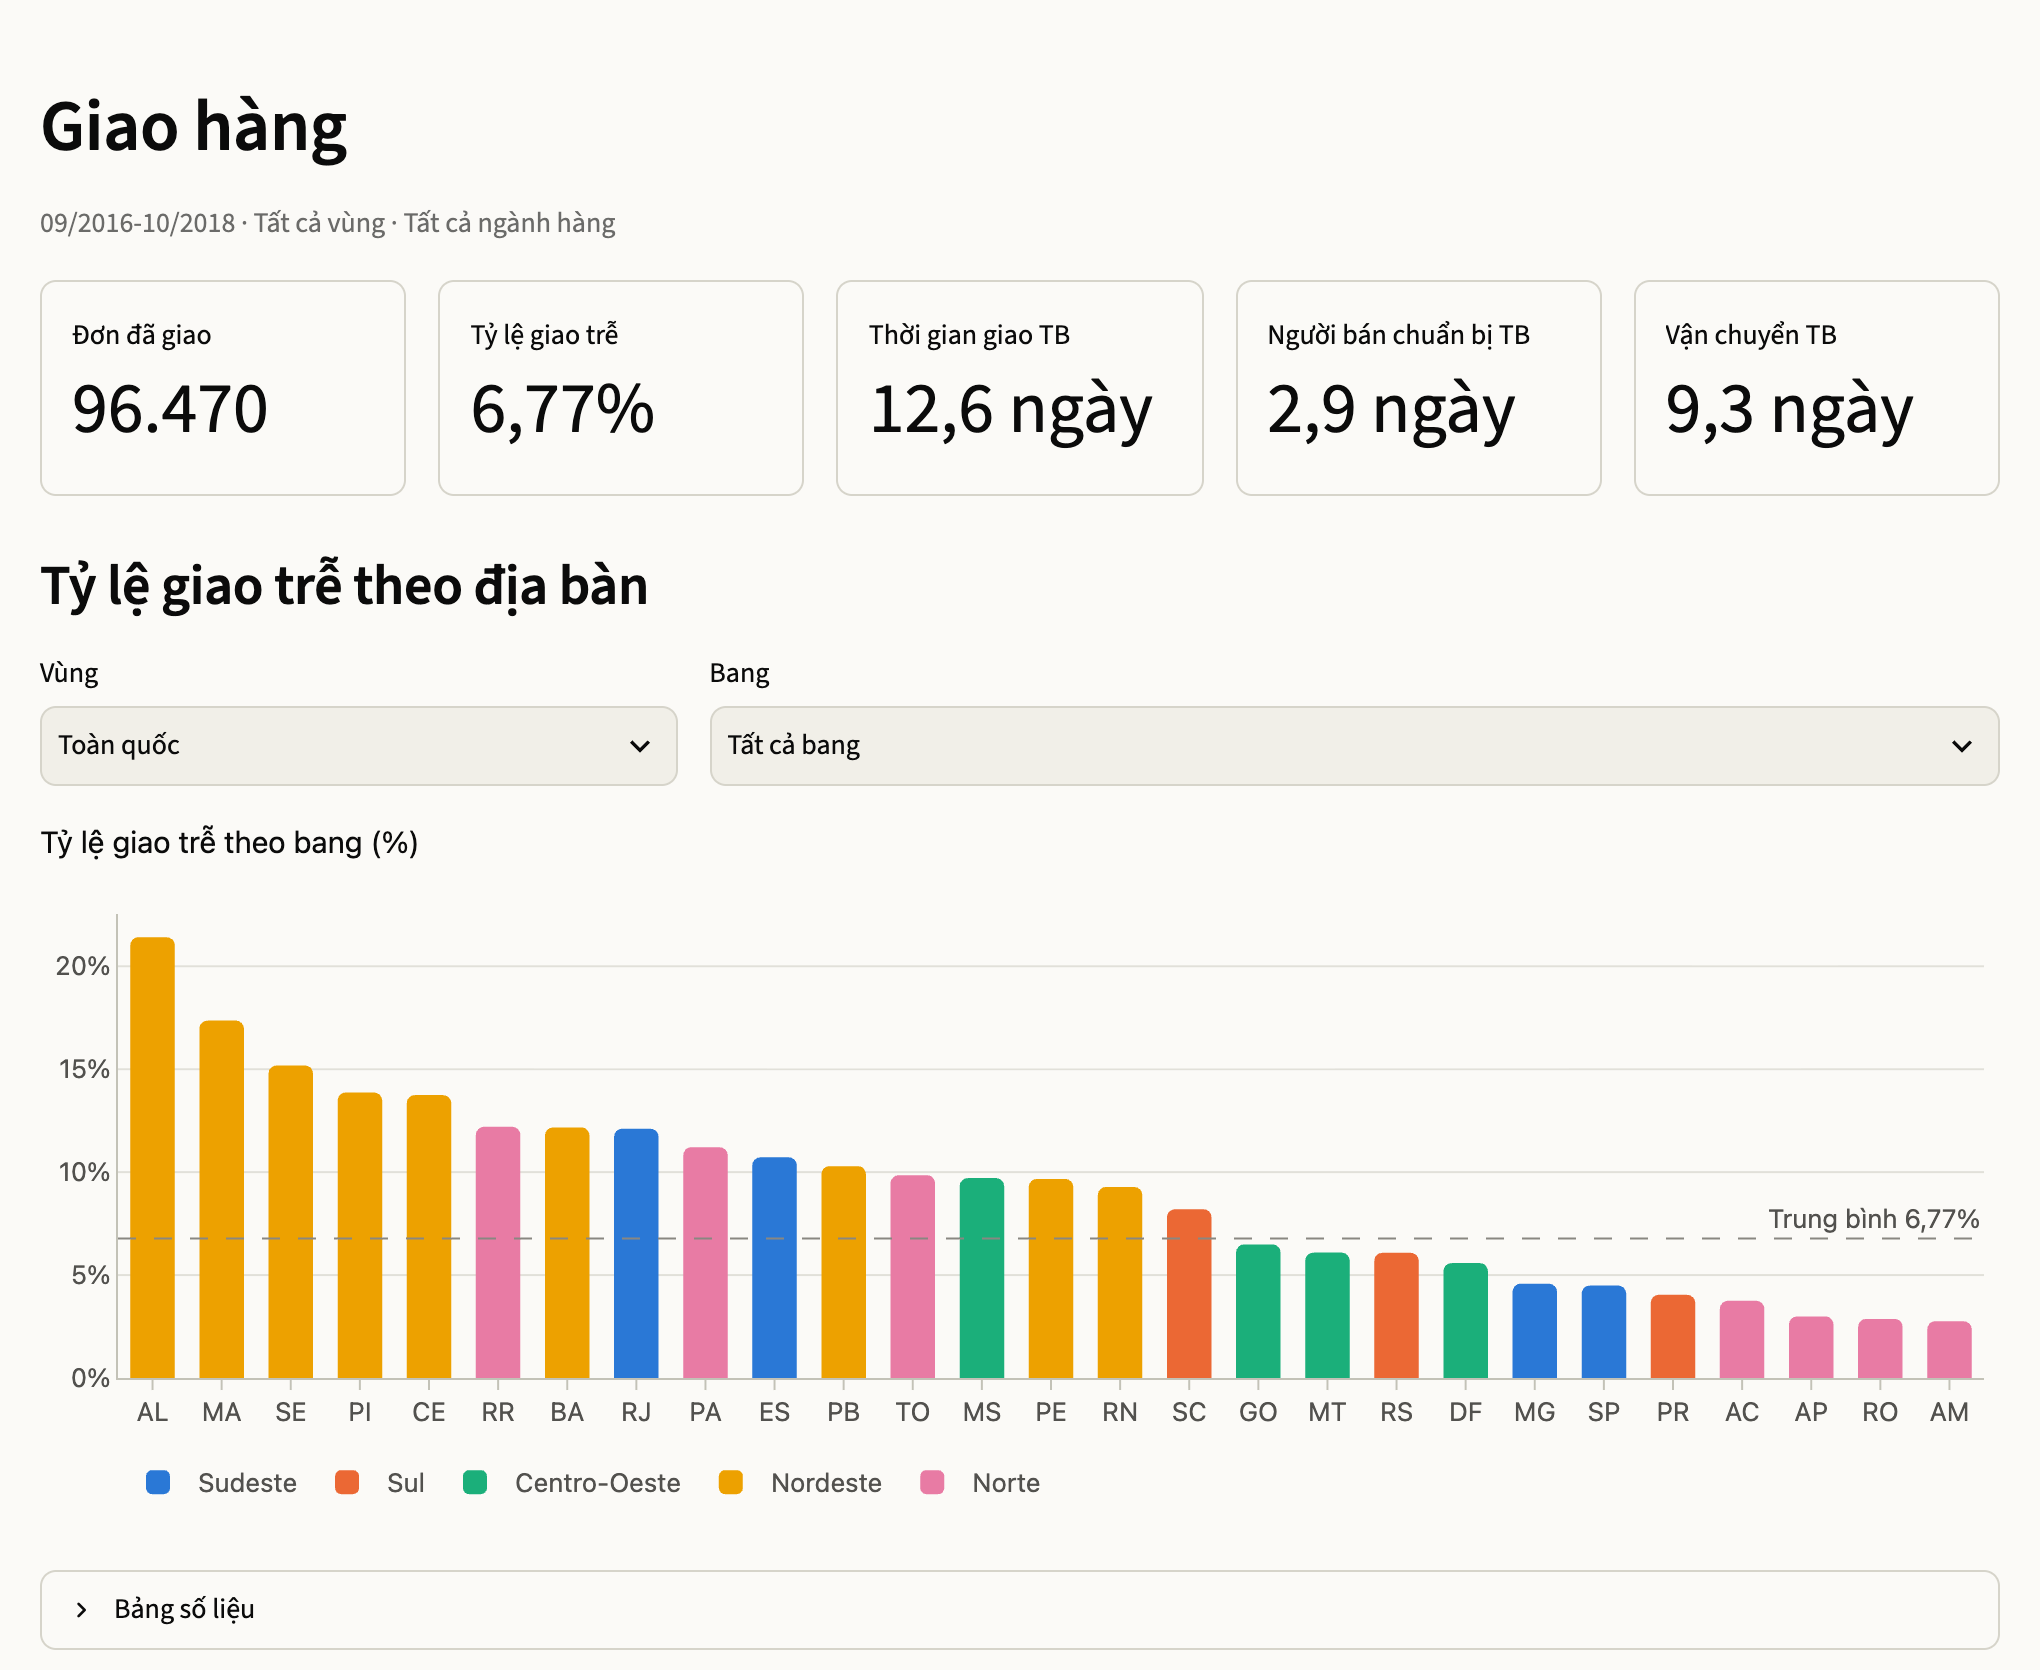 Giao hàng
09/2016-10/2018 · Tất cả vùng · Tất cả ngành hàng
Đơn đã giao
96.470
Tỷ lệ giao trễ
6,77%
Thời gian giao TB
12,6 ngày
Người bán chuẩn bị TB
2,9 ngày
Vận chuyển TB
9,3 ngày
Tỷ lệ giao trễ theo địa bàn
Vùng
Toàn quốc
Bang
Tất cả bang
Tỷ lệ giao trễ theo bang (%)
20%
15%
10%
5%
0%
Trung bình 6,77%
AL MA SE PI CE RR BA RJ PA ES PB TO MS PE RN SC GO MT RS DF MG SP PR AC AP RO AM
Sudeste Sul Centro-Oeste Nordeste Norte
Bảng số liệu